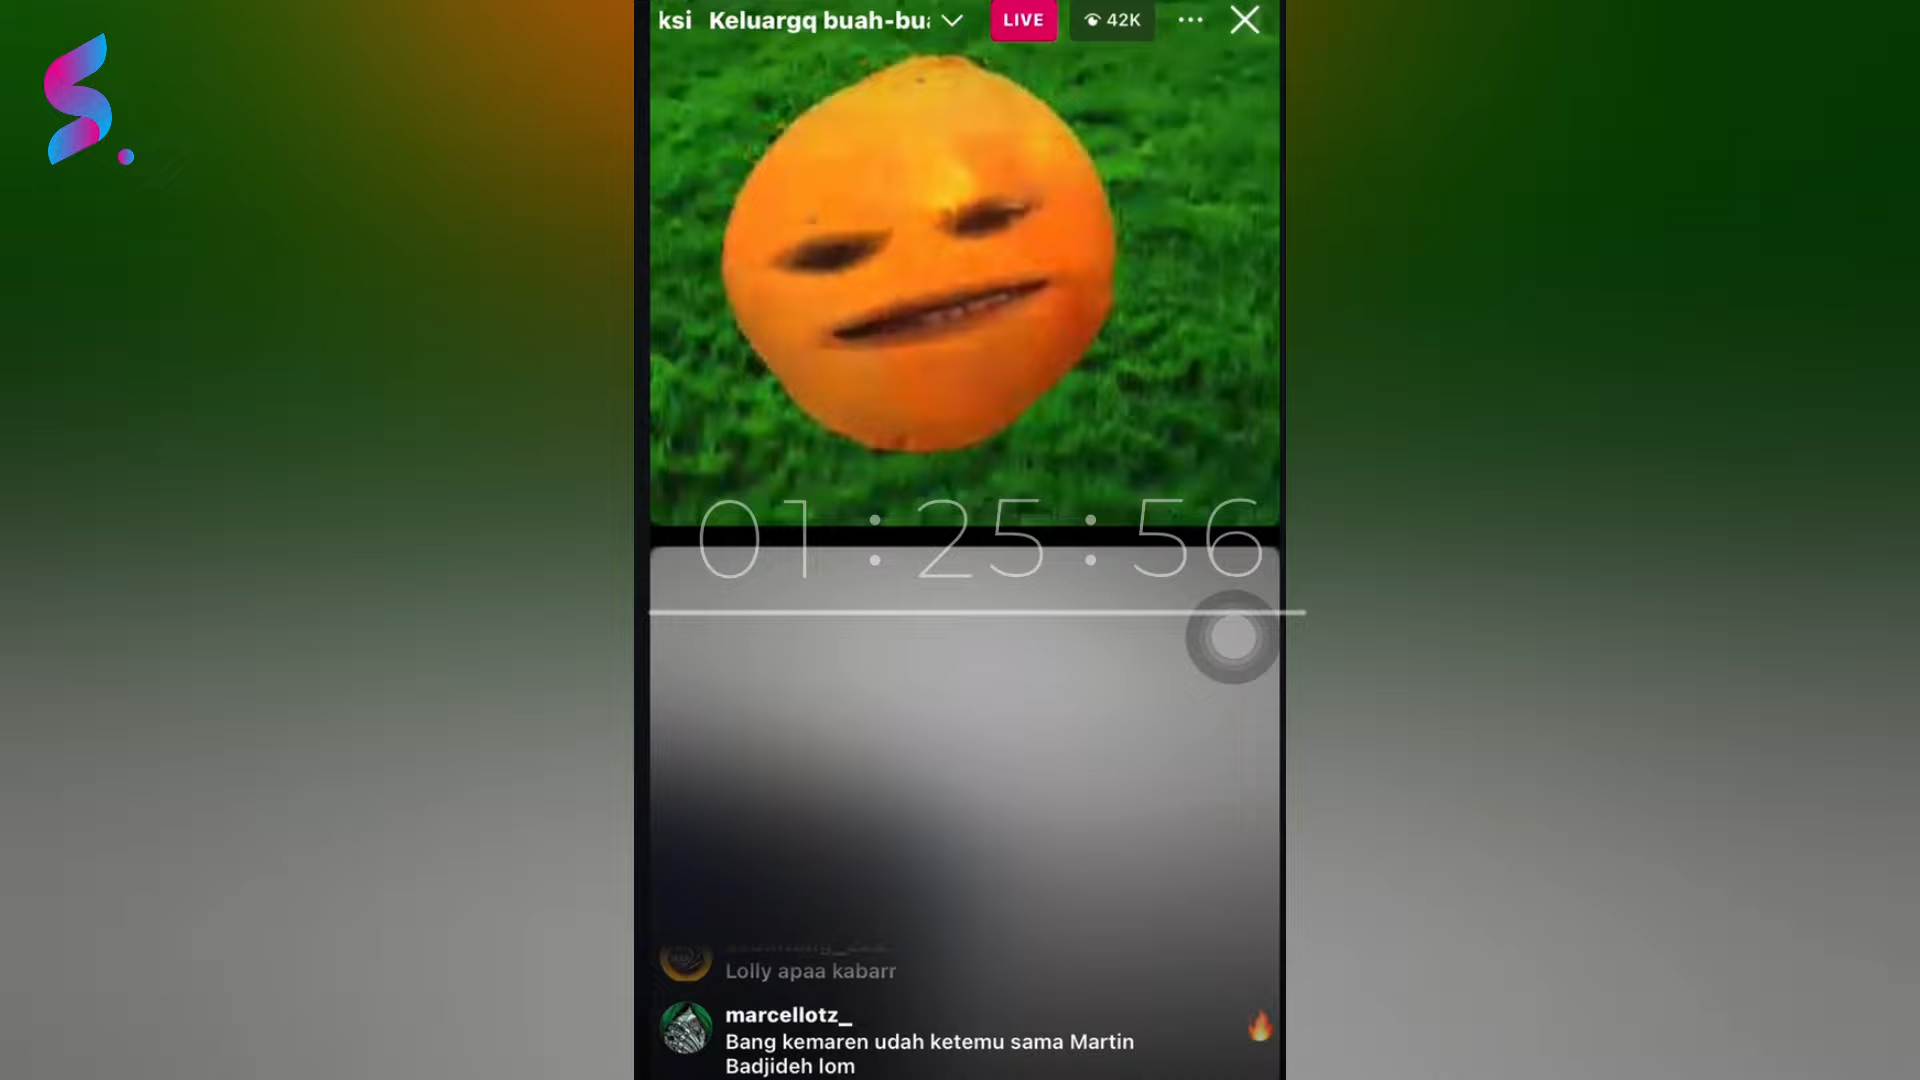 ksi Keluargq buah-bu
LIVE
42K
01:25:56
Lolly apaa kabarr
marcellotz_
Bang kemaren udah ketemu sama Martin
Badjideh lom